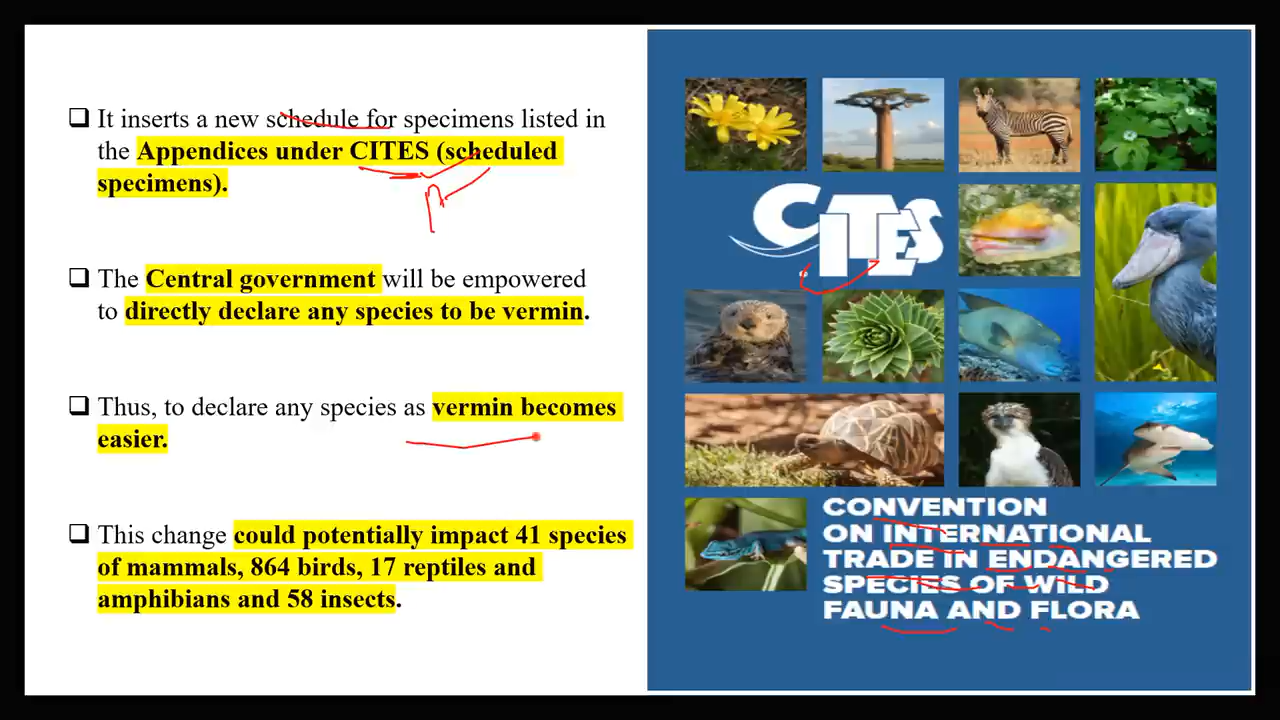 It inserts a new schedule for specimens listed in
the Appendices under CITES (scheduled
specimens).
The Central government will be empowered
to directly declare any species to be vermin.
Thus, to declare any species as vermin becomes
easier.
This change could potentially impact 41 species
of mammals, 864 birds, 17 reptiles and
amphibians and 58 insects.
CITES
CONVENTION
ON INTERNATIONAL
TRADE IN ENDANGERED
SPECIES OF WILD
FAUNA AND FLORA